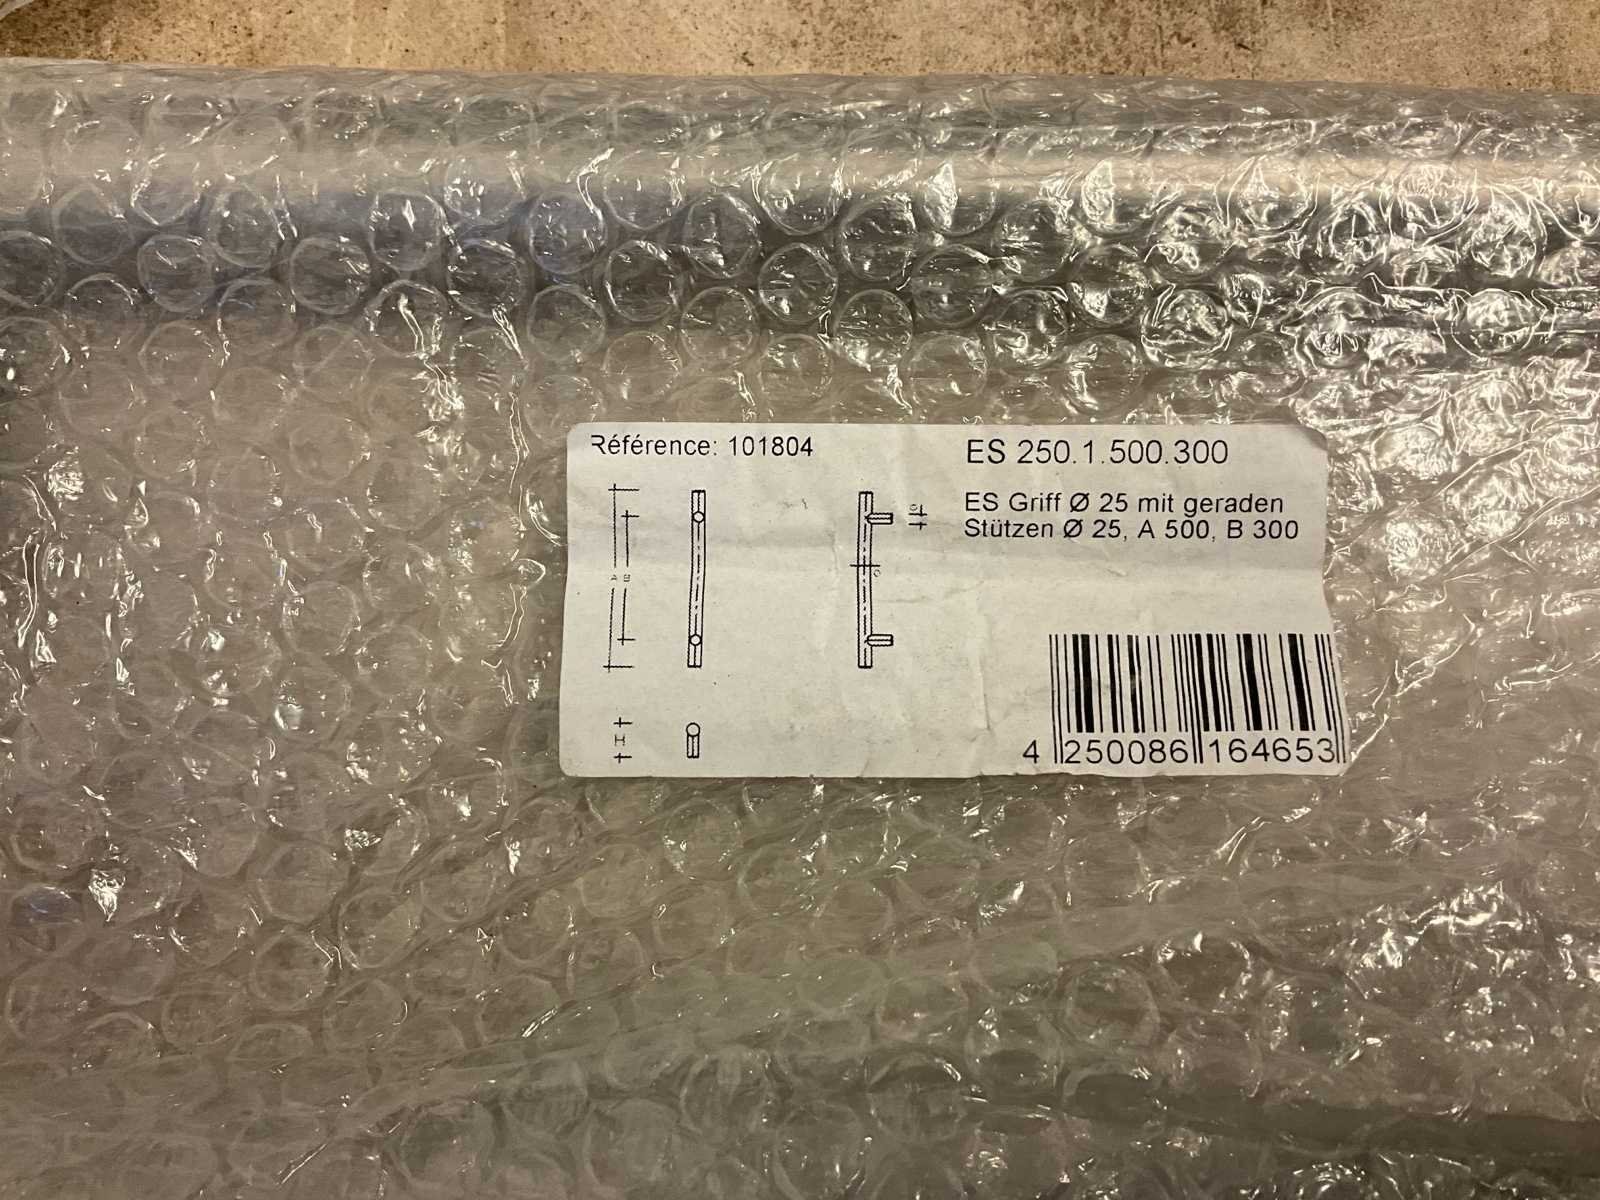 Référence: 101804
ES 250.1.500.300
ES Griff Ø 25 mit geraden
Stützen Ø 25, A 500, B 300
A B
C
H
4 250086 164653